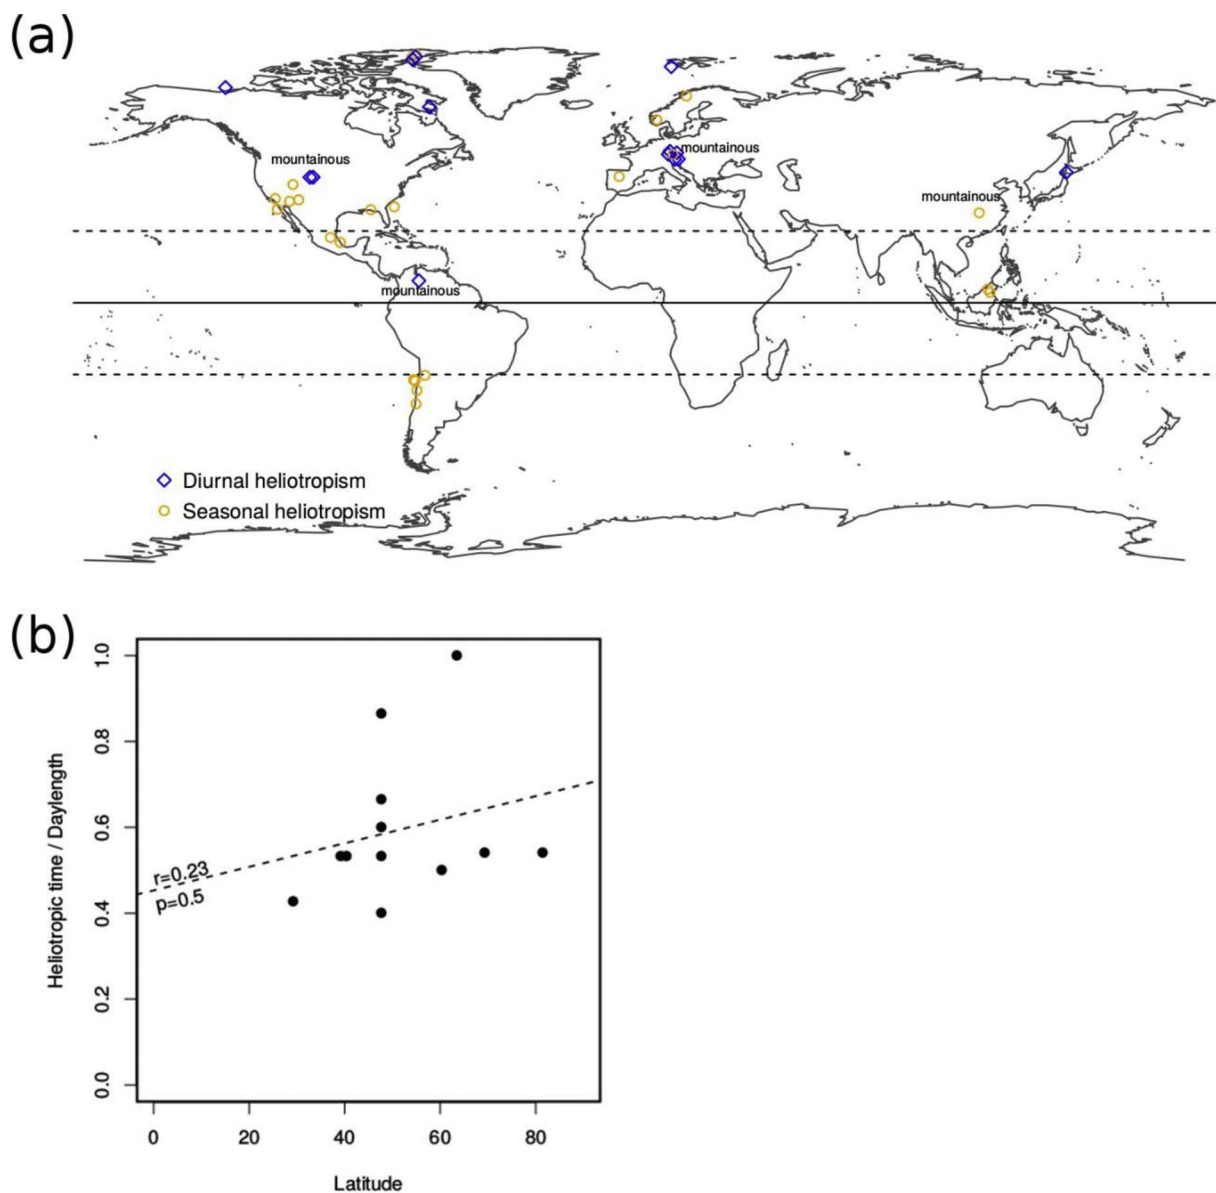 (a)
mountainous
mountainous
mountainous
mountainous
Diurnal heliotropism
Seasonal heliotropism
(b)
1.0
0.8
0.6
0.4
0.2
0.0
Heliotropic time / Daylength
r=0.23
p=0.5
0 20 40 60 80
Latitude